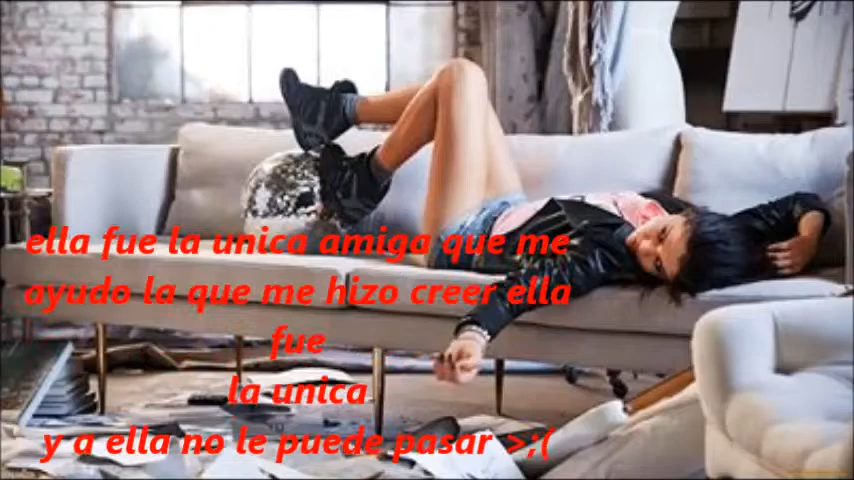 ella fue la unica amiga que me
ayudo la que me hizo creer ella
fue
la unica
y a ella no le puede pasar >;(